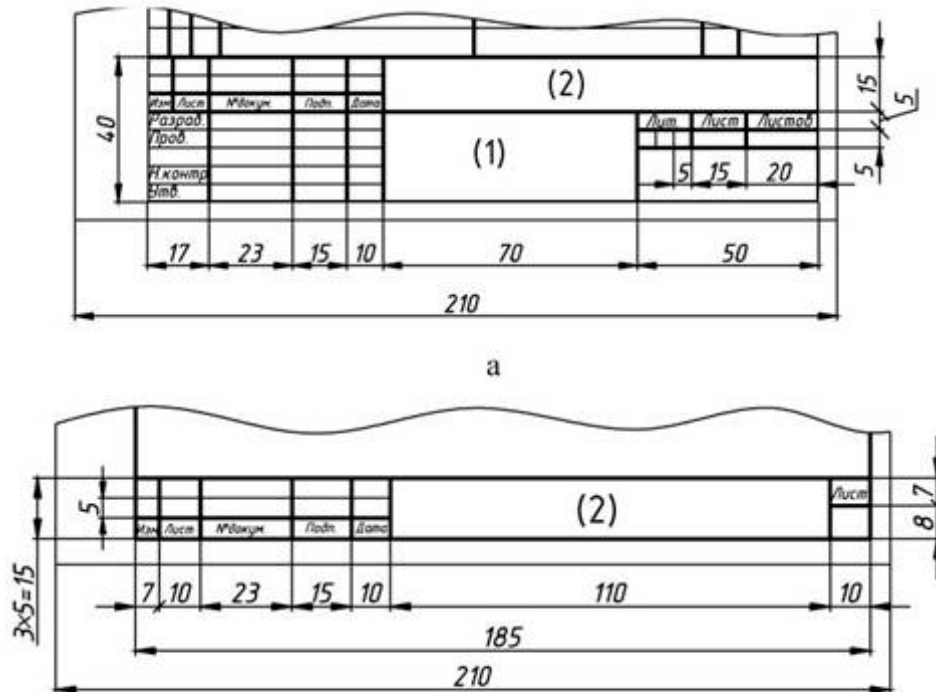 (2)
15
5
40
Изм Лист №докум. Подп. Дата
Разраб.
Пров.
Н.контр
Утв.
(1)
Лит. Лист Листов
5 15 20
5
17 23 15 10 70 50
210
а
5
(2)
Лист
7
8
Изм Лист №докум. Подп. Дата
3×5=15
7 10 23 15 10 110 10
185
210